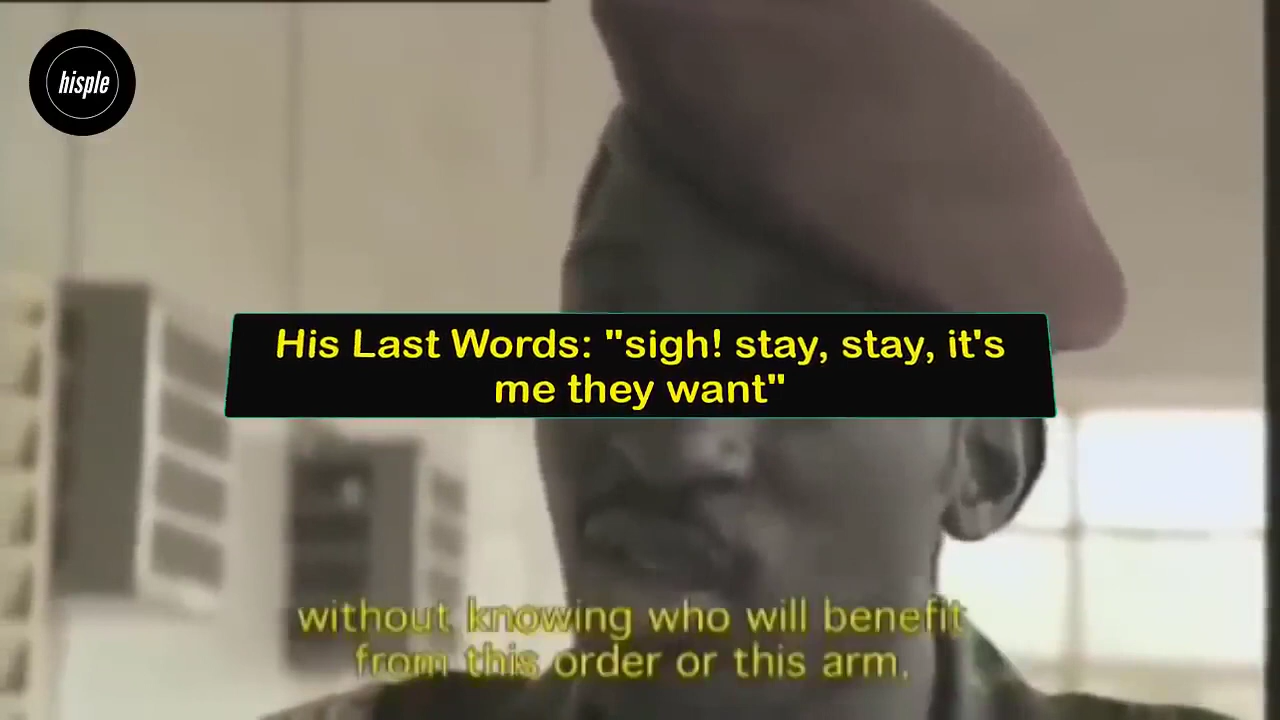 hisple
His Last Words: "sigh! stay, stay, it's
me they want"
without knowing who will benefit
from this order or this arm.